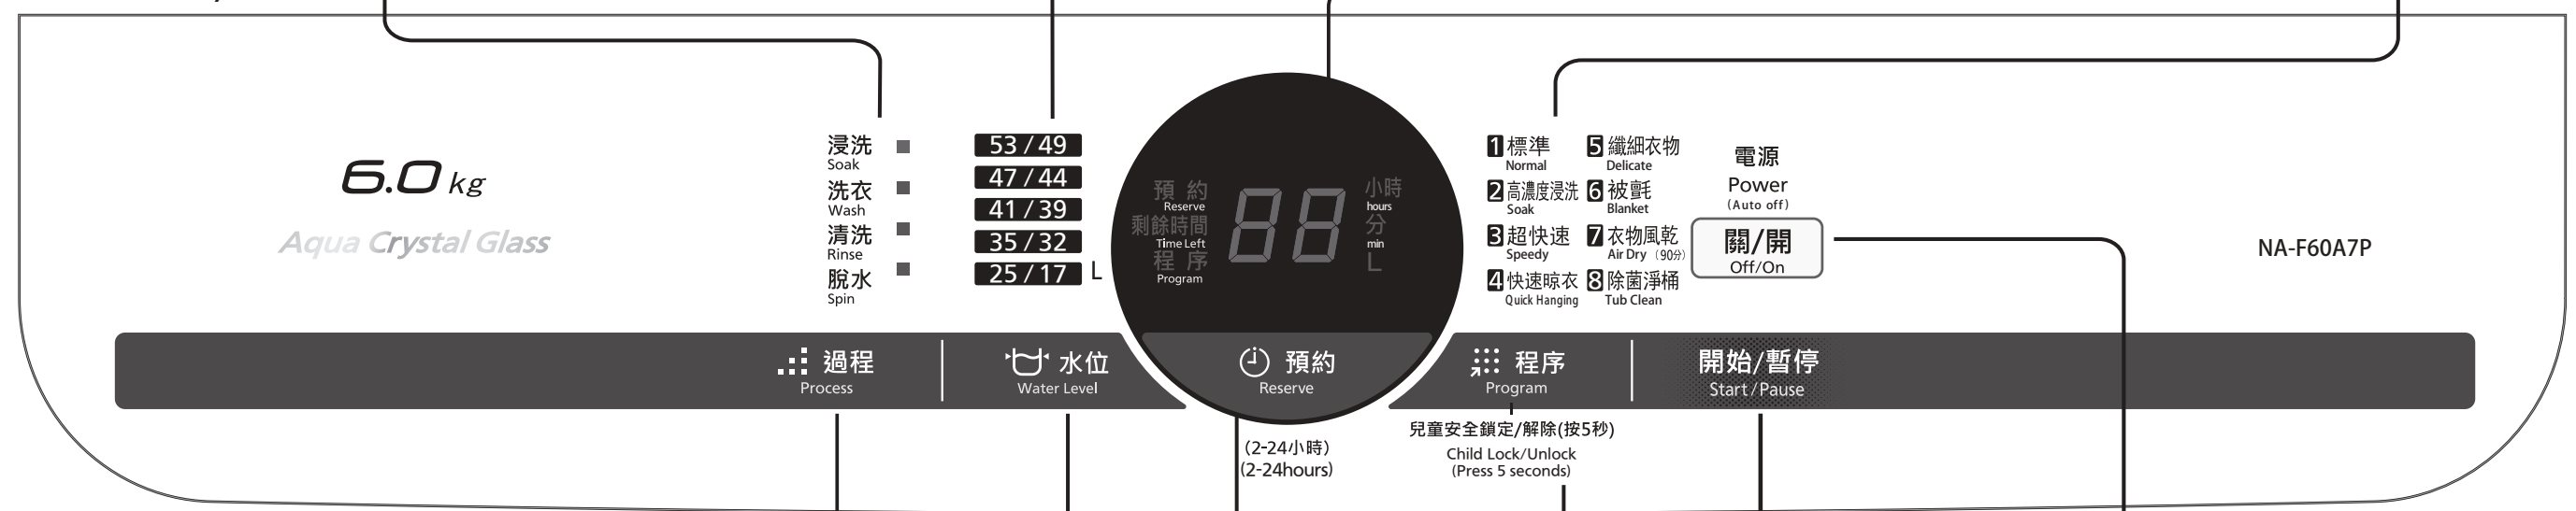 6.0 kg
Aqua Crystal Glass
浸洗
Soak
洗衣
Wash
清洗
Rinse
脫水
Spin
53 / 49
47 / 44
41 / 39
35 / 32
25 / 17 L
預約
Reserve
剩餘時間
Time Left
程序
Program
88
小時
hours
分
min
L
1 標準
Normal
2 高濃度浸洗
Soak
3 超快速
Speedy
4 快速晾衣
Quick Hanging
5 纖細衣物
Delicate
6 被氈
Blanket
7 衣物風乾
Air Dry (90分)
8 除菌淨桶
Tub Clean
電源
Power
(Auto off)
關/開
Off/On
NA-F60A7P
過程
Process
水位
Water Level
預約
Reserve
程序
Program
開始/暫停
Start/Pause
(2-24小時)
(2-24hours)
兒童安全鎖定/解除(按5秒)
Child Lock/Unlock
(Press 5 seconds)